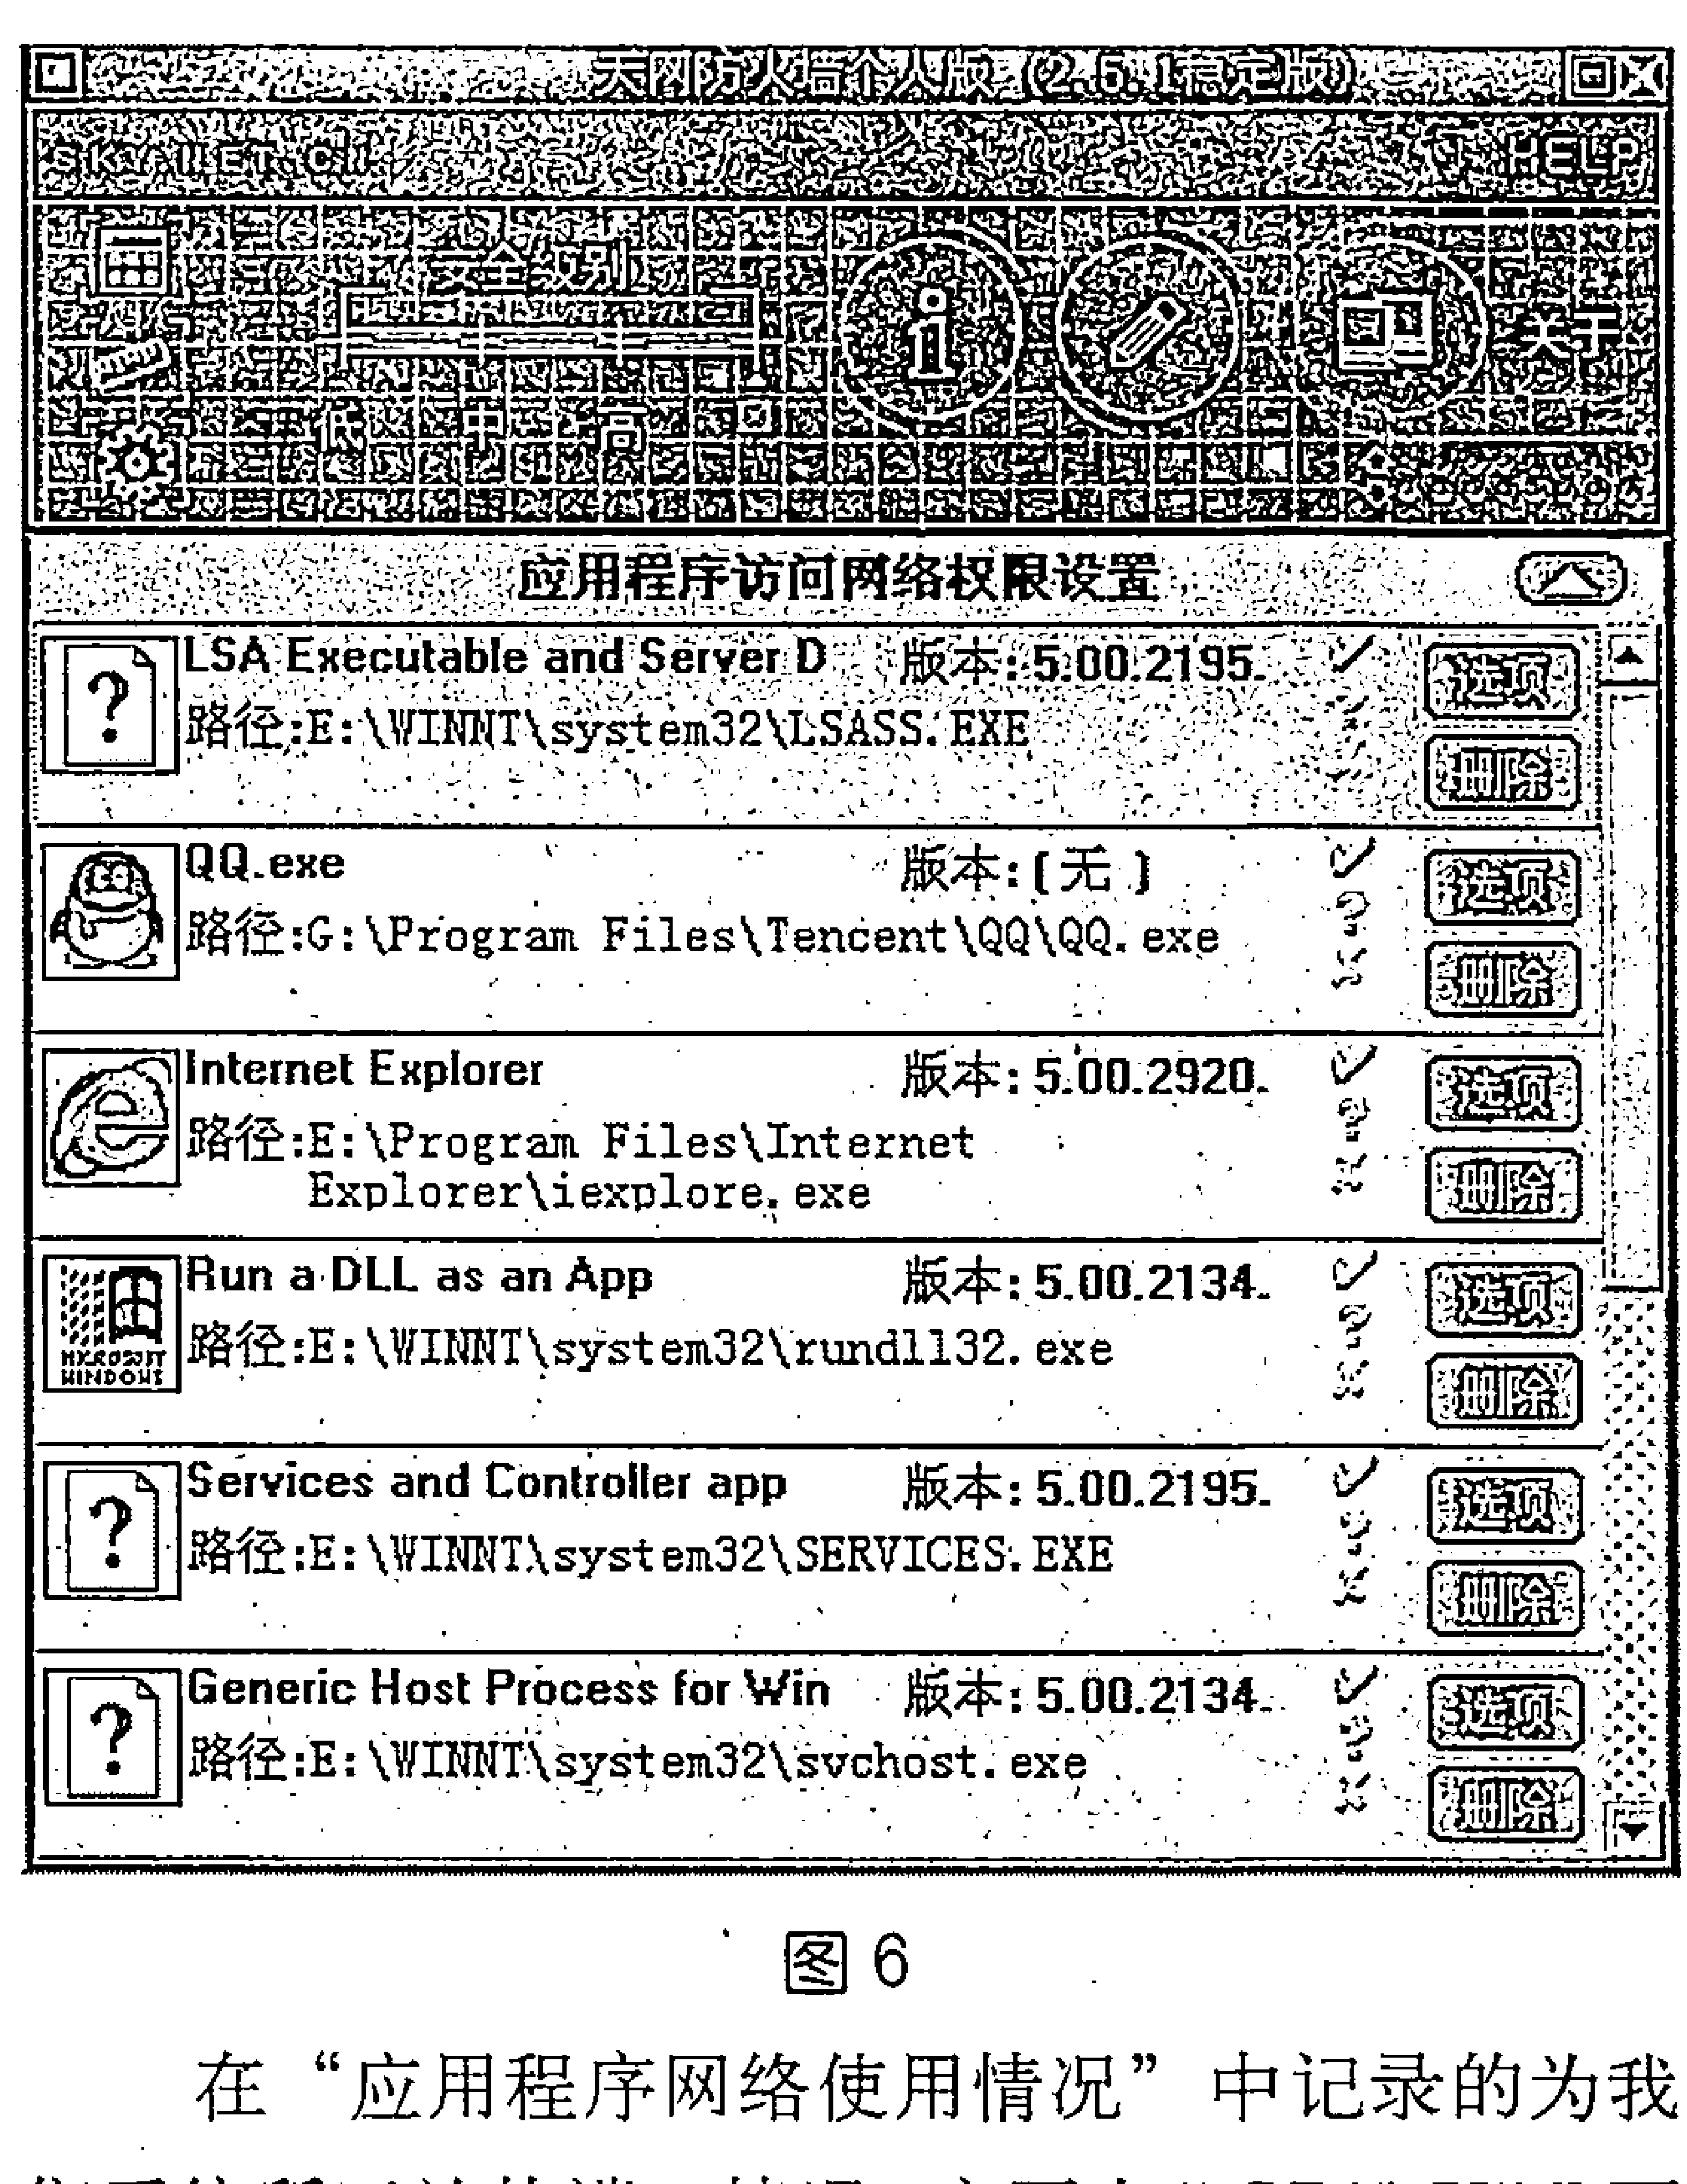 天网防火墙个人版 (2.5.1稳定版)
HELP
安全级别
关于
低 中 高
应用程序访问网络权限设置
LSA Executable and Server D 版本:5.00.2195. 选项
路径:E:\WINNT\system32\LSASS.EXE
删除
QQ.exe 版本:[无] 选项
路径:G:\Program Files\Tencent\QQ\QQ.exe
删除
Internet Explorer 版本:5.00.2920. 选项
路径:E:\Program Files\Internet
Explorer\iexplore.exe 删除
Run a DLL as an App 版本:5.00.2134. 选项
MICROSOFT
WINDOWS
路径:E:\WINNT\system32\rundll32.exe
删除
Services and Controller app 版本:5.00.2195. 选项
路径:E:\WINNT\system32\SERVICES.EXE
删除
Generic Host Process for Win 版本:5.00.2134. 选项
路径:E:\WINNT\system32\svchost.exe
删除
图 6
在“应用程序网络使用情况”中记录的为我